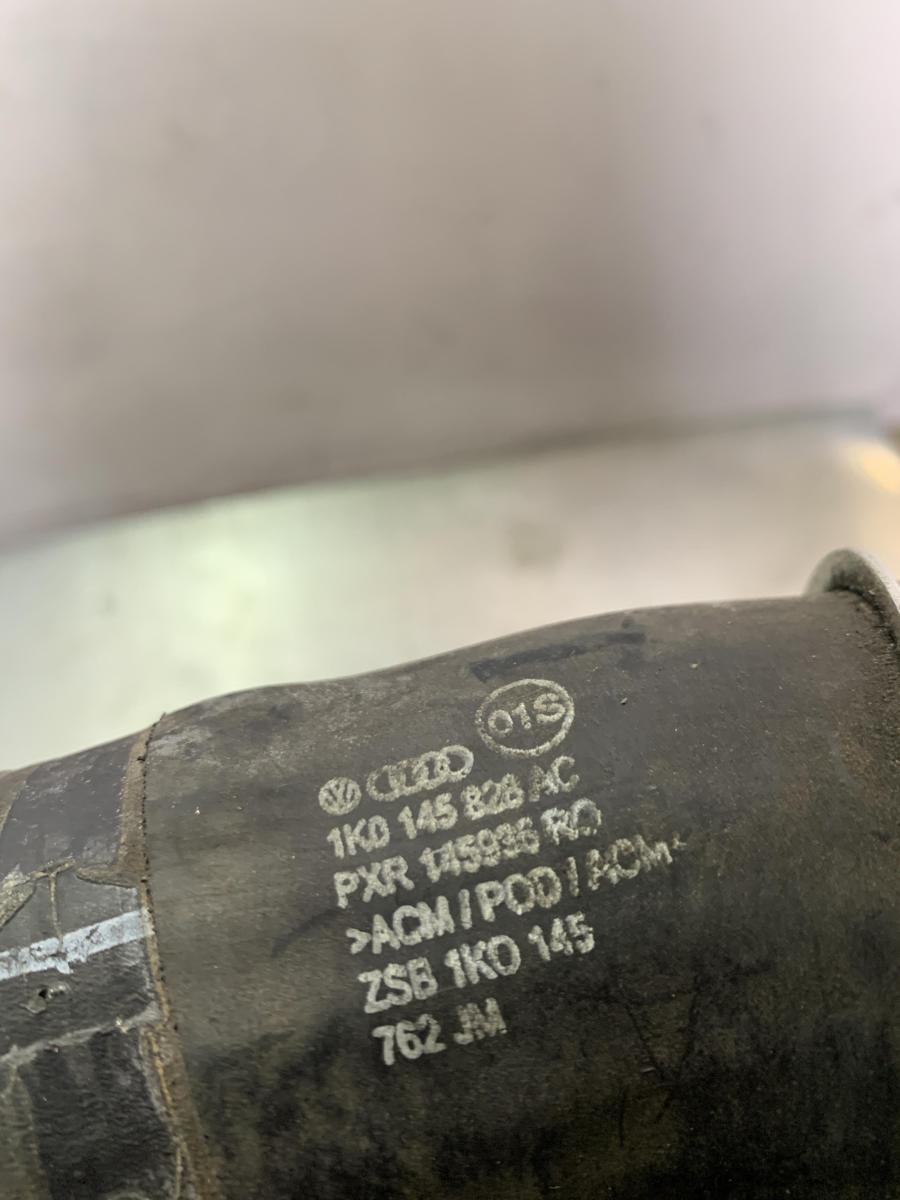 01S
1K0 145 828 AC
PXR 145936 RO
>ACM/POD/ACM<
ZSB 1K0 145
762 JM